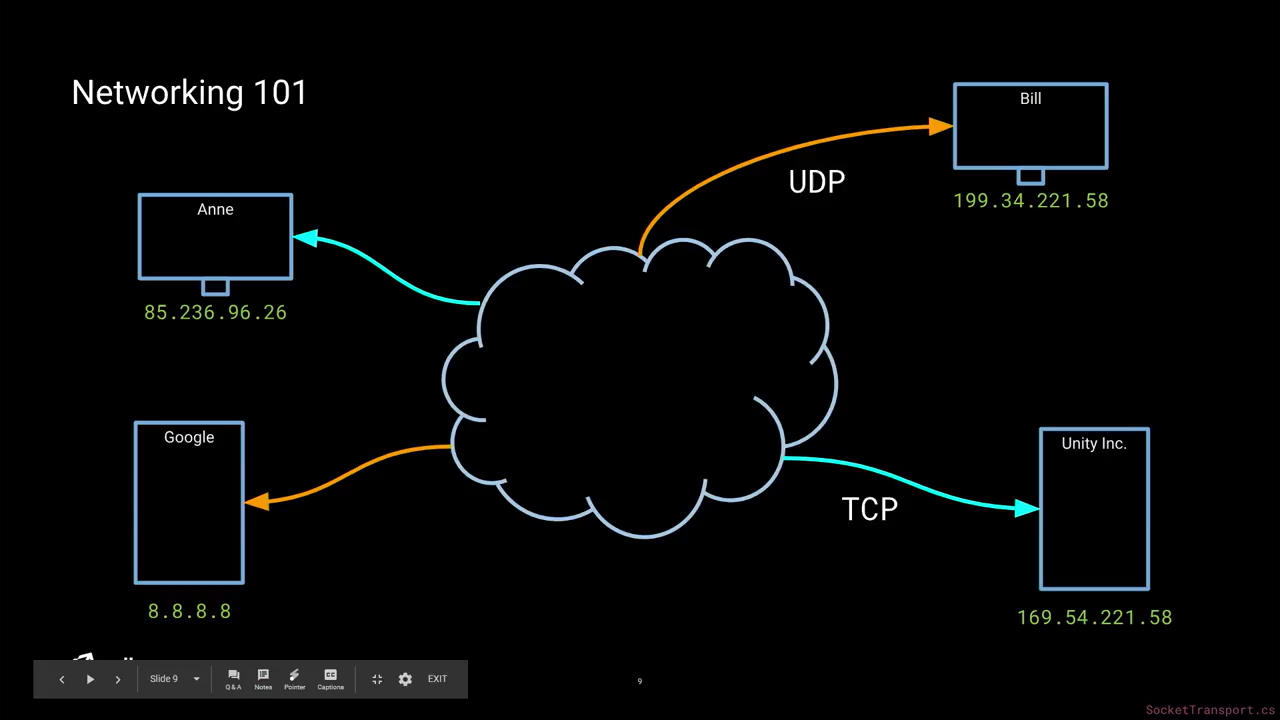 Networking 101
Bill
UDP
199.34.221.58
Anne
85.236.96.26
Google
Unity Inc.
TCP
8.8.8.8
169.54.221.58
Slide 9
Q&A
Notes
Pointer
Captions
EXIT
9
SocketTransport.cs